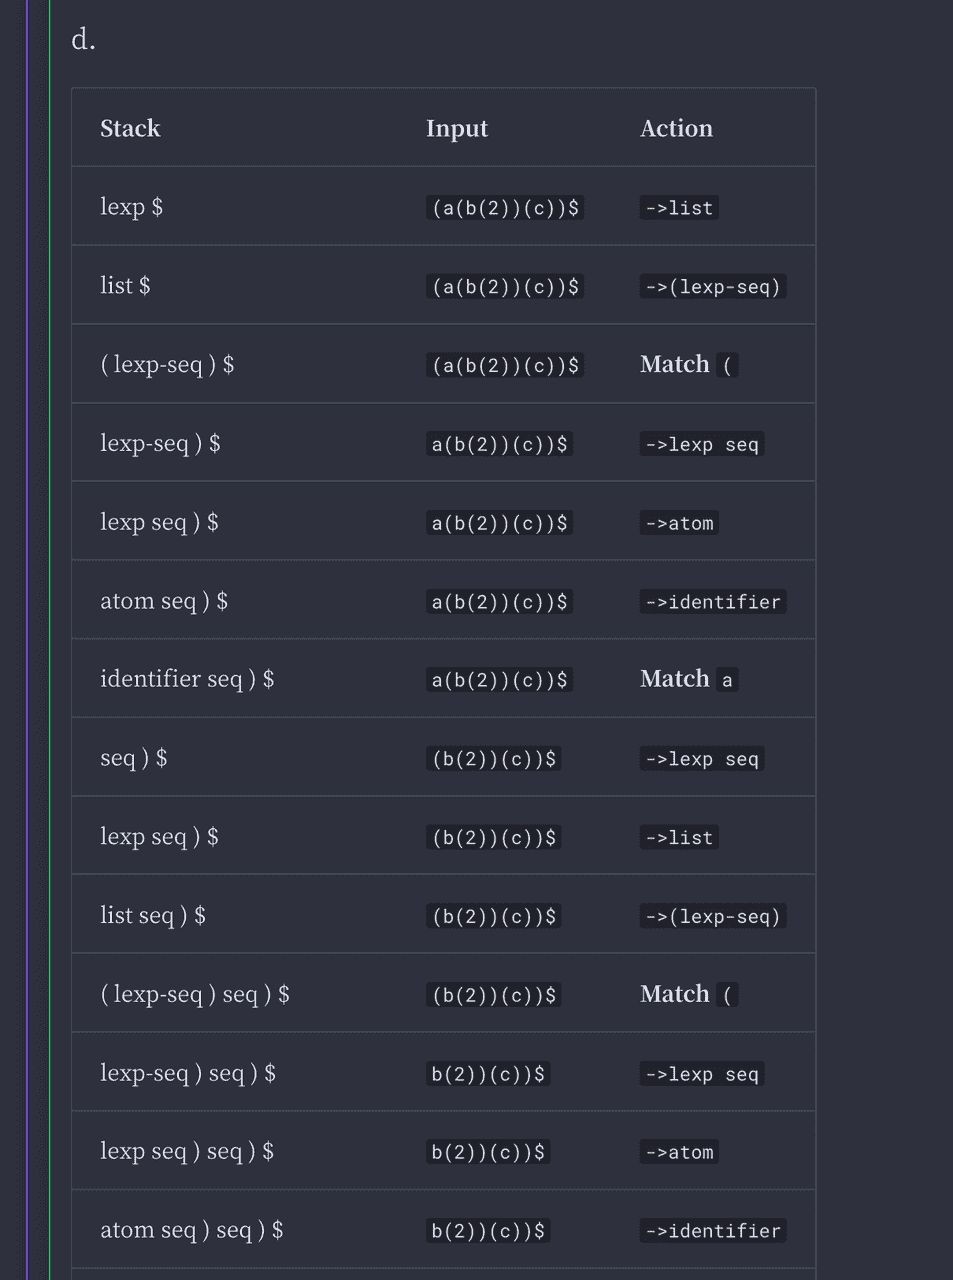 d.
Stack Input Action
lexp $ (a(b(2))(c))$ ->list
list $ (a(b(2))(c))$ ->(lexp-seq)
( lexp-seq ) $ (a(b(2))(c))$ Match (
lexp-seq ) $ a(b(2))(c))$ ->lexp seq
lexp seq ) $ a(b(2))(c))$ ->atom
atom seq ) $ a(b(2))(c))$ ->identifier
identifier seq ) $ a(b(2))(c))$ Match a
seq ) $ (b(2))(c))$ ->lexp seq
lexp seq ) $ (b(2))(c))$ ->list
list seq ) $ (b(2))(c))$ ->(lexp-seq)
( lexp-seq ) seq ) $ (b(2))(c))$ Match (
lexp-seq ) seq ) $ b(2))(c))$ ->lexp seq
lexp seq ) seq ) $ b(2))(c))$ ->atom
atom seq ) seq ) $ b(2))(c))$ ->identifier